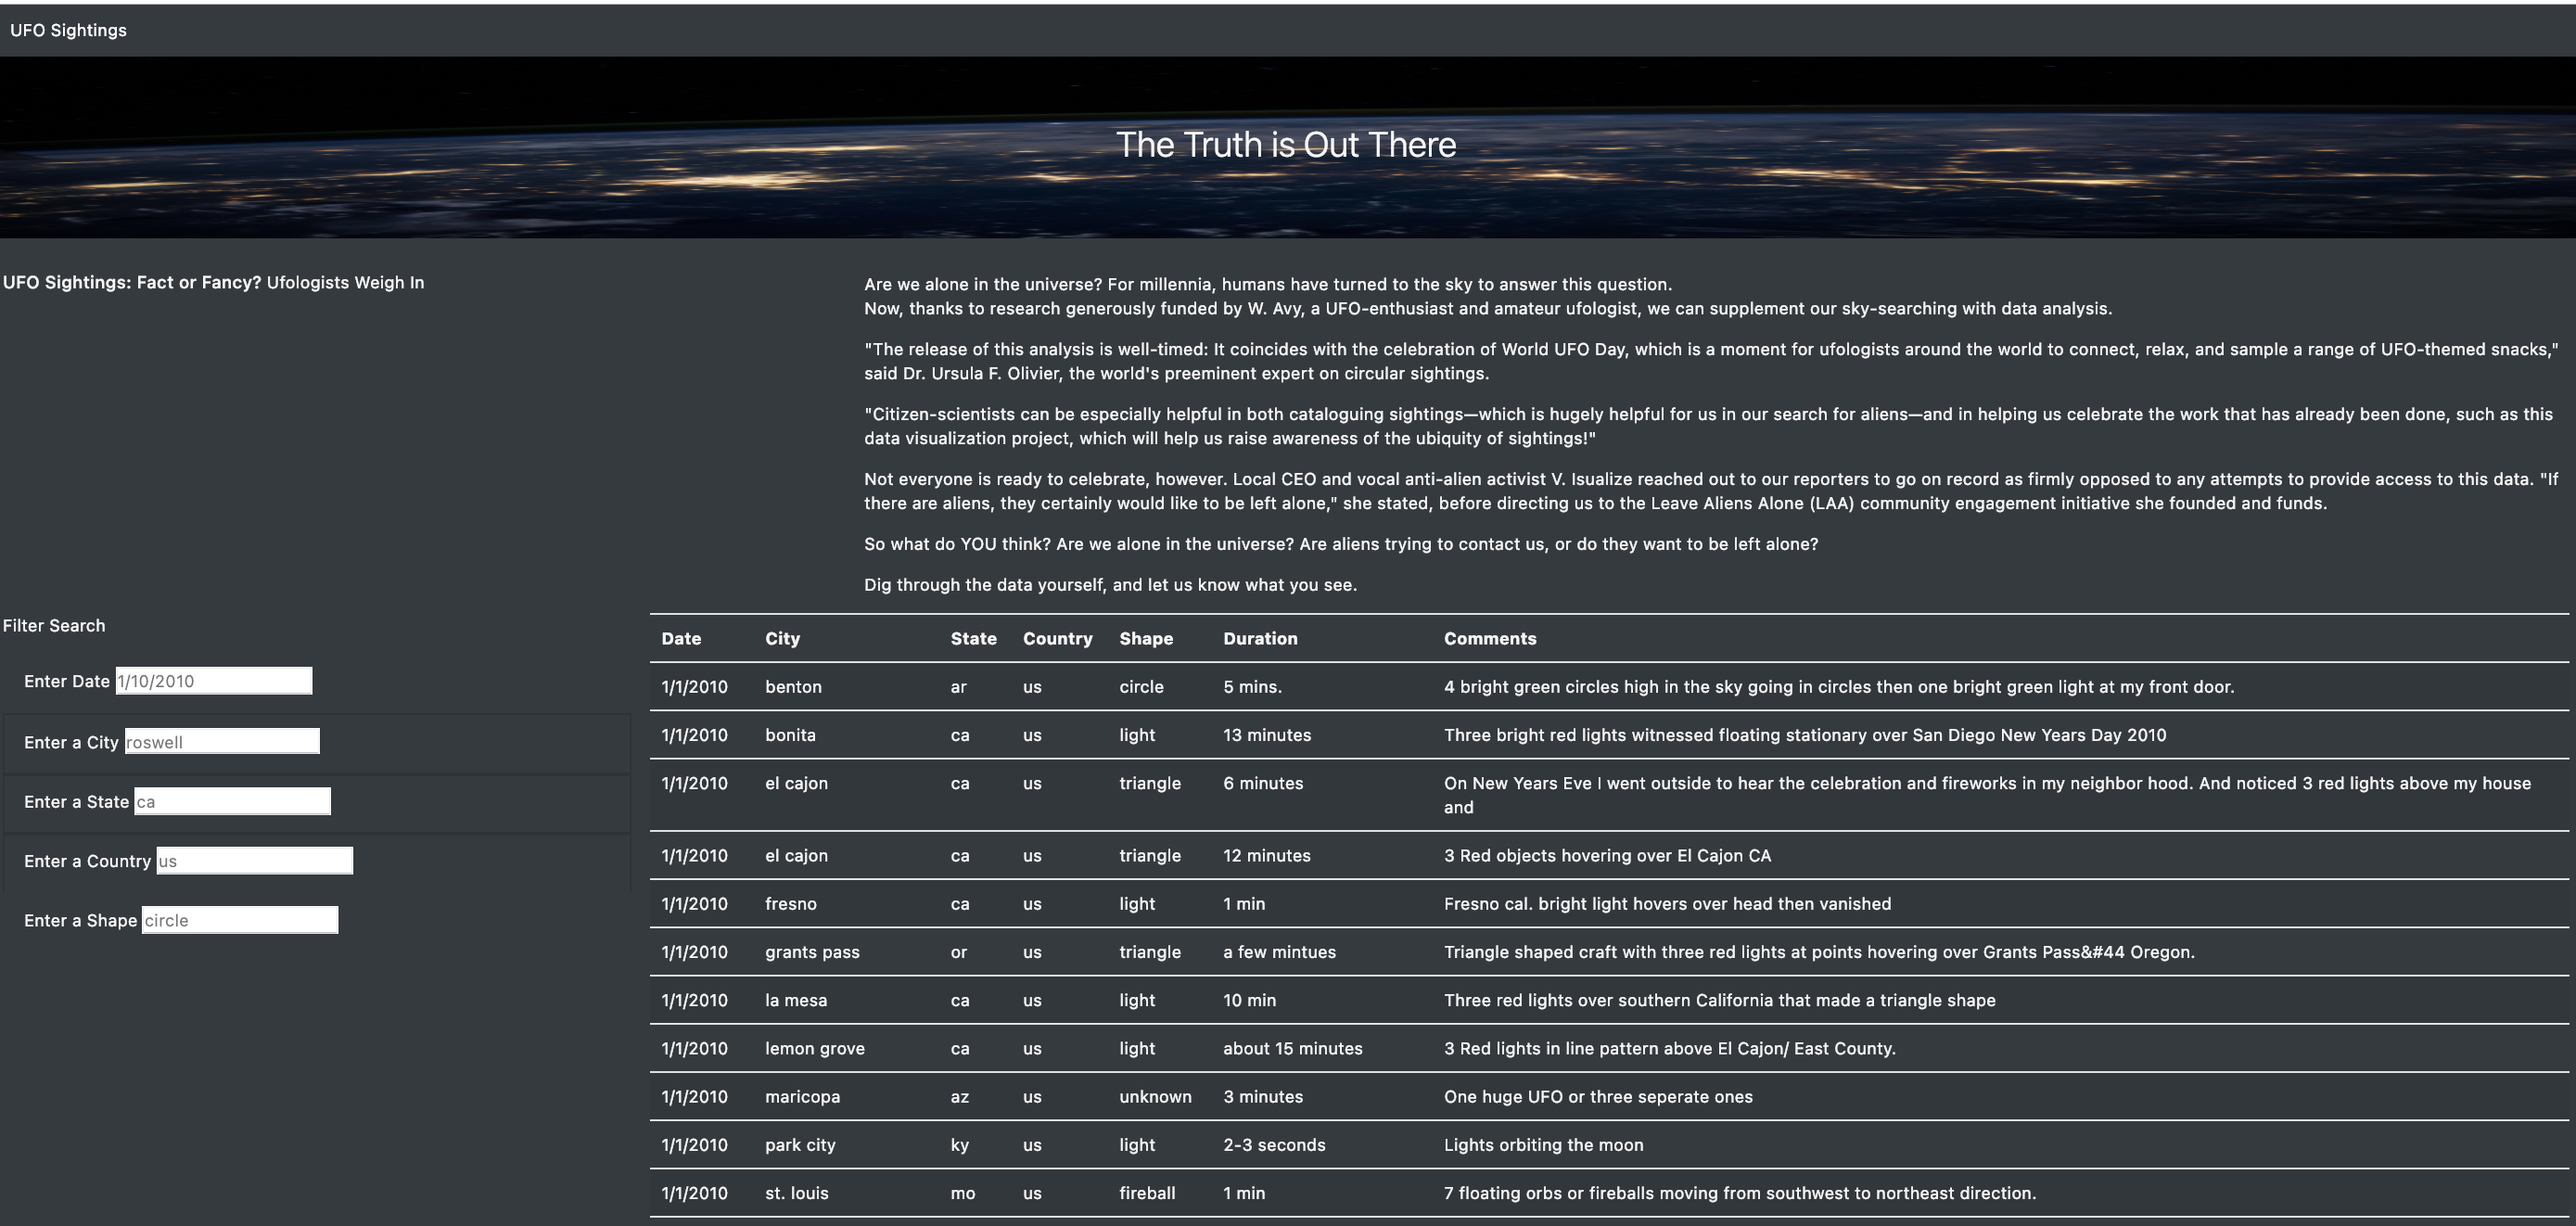 UFO Sightings
The Truth is Out There
UFO Sightings: Fact or Fancy? Ufologists Weigh In
Are we alone in the universe? For millennia, humans have turned to the sky to answer this question.
Now, thanks to research generously funded by W. Avy, a UFO-enthusiast and amateur ufologist, we can supplement our sky-searching with data analysis.
"The release of this analysis is well-timed: It coincides with the celebration of World UFO Day, which is a moment for ufologists around the world to connect, relax, and sample a range of UFO-themed snacks,"
said Dr. Ursula F. Olivier, the world's preeminent expert on circular sightings.
"Citizen-scientists can be especially helpful in both cataloguing sightings—which is hugely helpful for us in our search for aliens—and in helping us celebrate the work that has already been done, such as this
data visualization project, which will help us raise awareness of the ubiquity of sightings!"
Not everyone is ready to celebrate, however. Local CEO and vocal anti-alien activist V. Isualize reached out to our reporters to go on record as firmly opposed to any attempts to provide access to this data. "If
there are aliens, they certainly would like to be left alone," she stated, before directing us to the Leave Aliens Alone (LAA) community engagement initiative she founded and funds.
So what do YOU think? Are we alone in the universe? Are aliens trying to contact us, or do they want to be left alone?
Dig through the data yourself, and let us know what you see.
Filter Search
Enter Date 1/10/2010
Enter a City roswell
Enter a State ca
Enter a Country us
Enter a Shape circle
Date City State Country Shape Duration Comments
1/1/2010 benton ar us circle 5 mins. 4 bright green circles high in the sky going in circles then one bright green light at my front door.
1/1/2010 bonita ca us light 13 minutes Three bright red lights witnessed floating stationary over San Diego New Years Day 2010
1/1/2010 el cajon ca us triangle 6 minutes On New Years Eve I went outside to hear the celebration and fireworks in my neighbor hood. And noticed 3 red lights above my house
and
1/1/2010 el cajon ca us triangle 12 minutes 3 Red objects hovering over El Cajon CA
1/1/2010 fresno ca us light 1 min Fresno cal. bright light hovers over head then vanished
1/1/2010 grants pass or us triangle a few mintues Triangle shaped craft with three red lights at points hovering over Grants Pass&#44 Oregon.
1/1/2010 la mesa ca us light 10 min Three red lights over southern California that made a triangle shape
1/1/2010 lemon grove ca us light about 15 minutes 3 Red lights in line pattern above El Cajon/ East County.
1/1/2010 maricopa az us unknown 3 minutes One huge UFO or three seperate ones
1/1/2010 park city ky us light 2-3 seconds Lights orbiting the moon
1/1/2010 st. louis mo us fireball 1 min 7 floating orbs or fireballs moving from southwest to northeast direction.